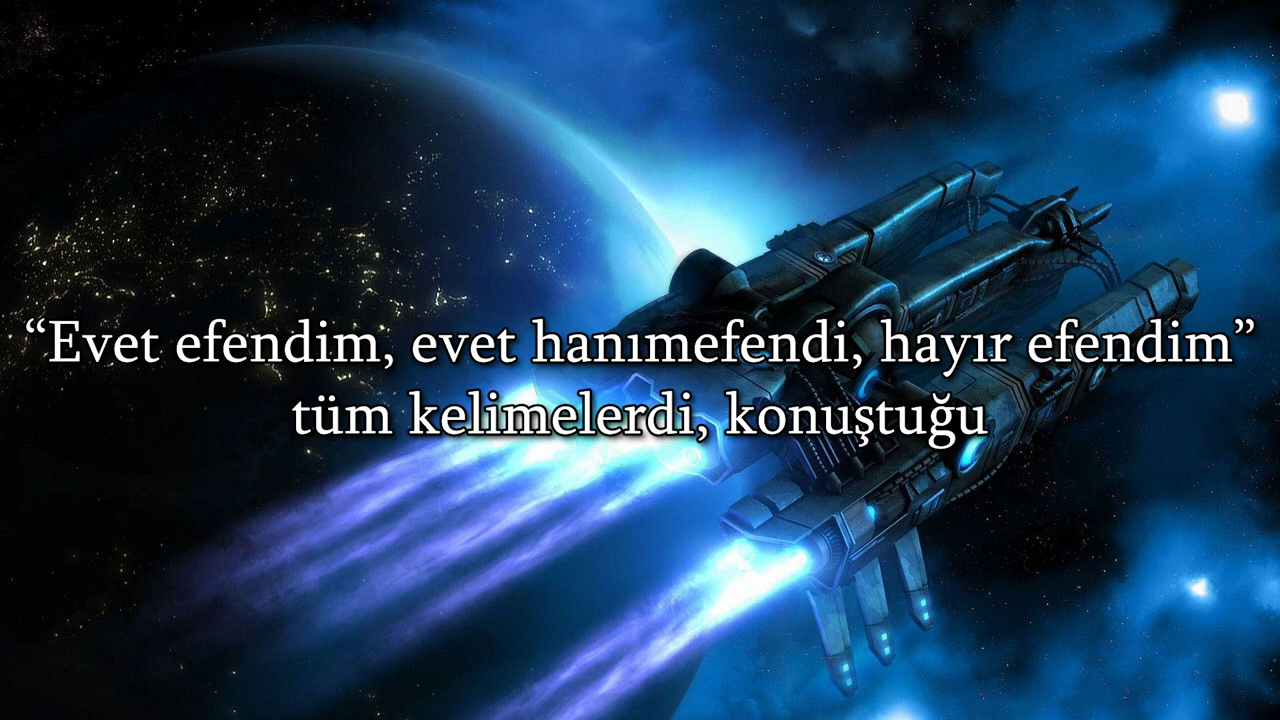 “Evet efendim, evet hanımefendi, hayır efendim”
tüm kelimelerdi, konuştuğu